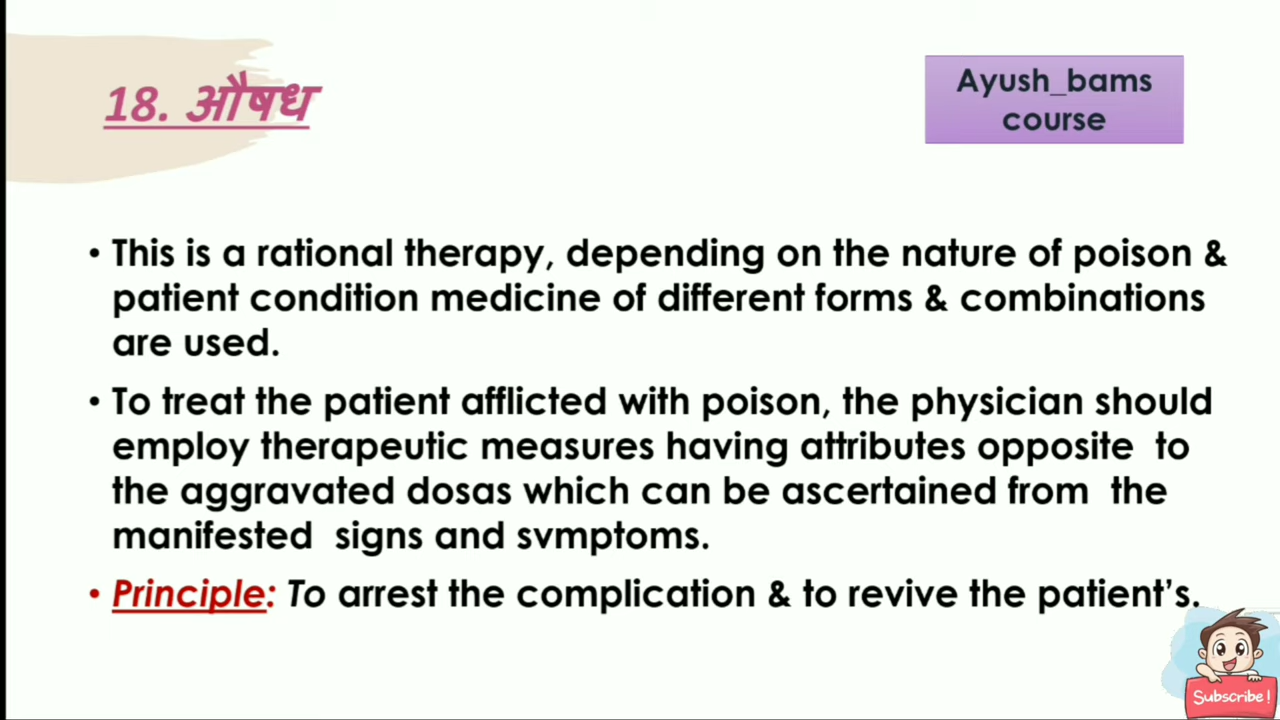 18. औषध
Ayush_bams
course
• This is a rational therapy, depending on the nature of poison &
patient condition medicine of different forms & combinations
are used.
• To treat the patient afflicted with poison, the physician should
employ therapeutic measures having attributes opposite to
the aggravated dosas which can be ascertained from the
manifested signs and svmptoms.
• Principle: To arrest the complication & to revive the patient's.
Subscribe!